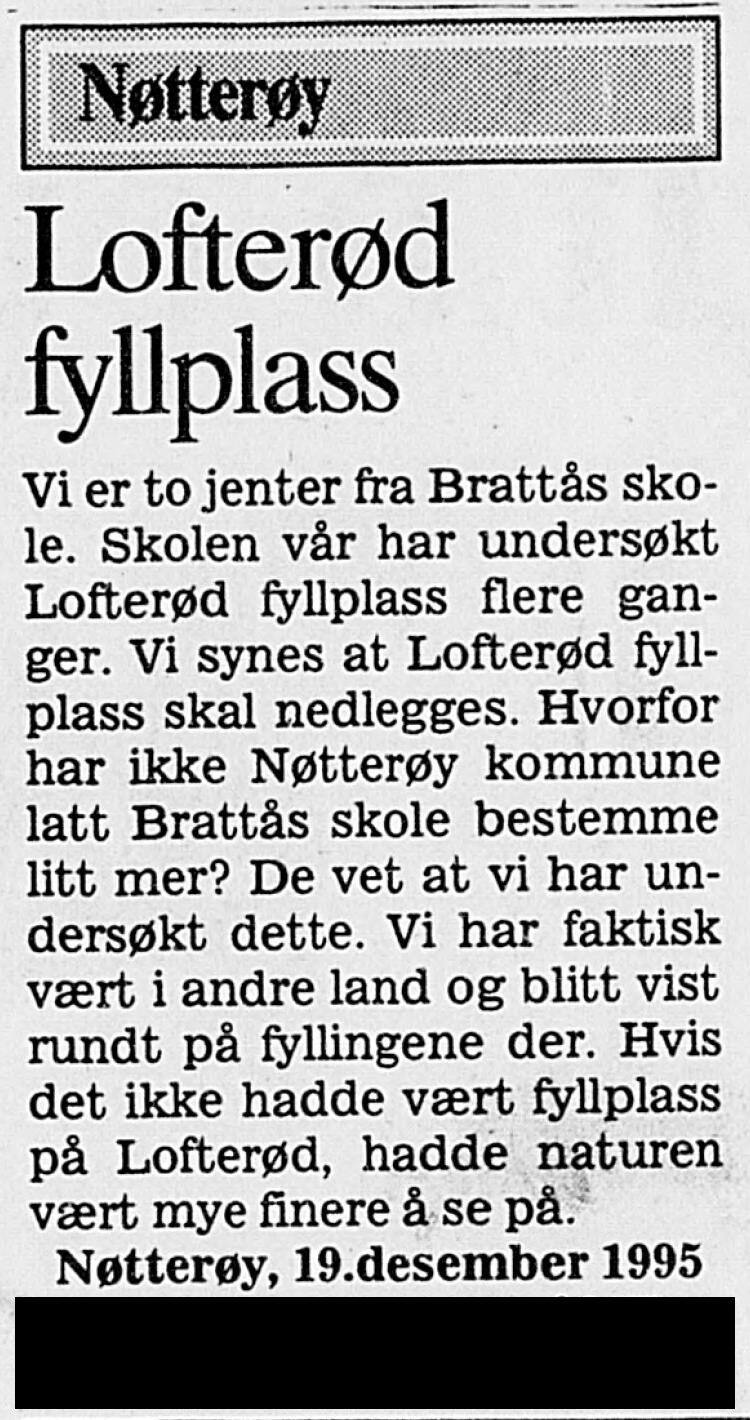 Nøtterøy
Lofterød
fyllplass
Vi er to jenter fra Brattås sko-
le. Skolen vår har undersøkt
Lofterød fyllplass flere gan-
ger. Vi synes at Lofterød fyll-
plass skal nedlegges. Hvorfor
har ikke Nøtterøy kommune
latt Brattås skole bestemme
litt mer? De vet at vi har un-
dersøkt dette. Vi har faktisk
vært i andre land og blitt vist
rundt på fyllingene der. Hvis
det ikke hadde vært fyllplass
på Lofterød, hadde naturen
vært mye finere å se på.
Nøtterøy, 19.desember 1995